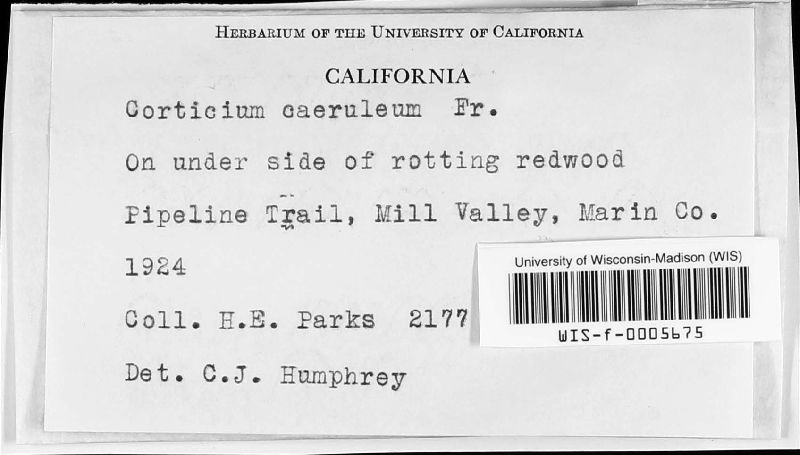 HERBARIUM OF THE UNIVERSITY OF CALIFORNIA
CALIFORNIA
Corticium caeruleum Fr.
On under side of rotting redwood
Pipeline Trail, Mill Valley, Marin Co.
1924
Coll. H.E. Parks 2177
Det. C.J. Humphrey
University of Wisconsin-Madison (WIS)
WIS-f-0005675